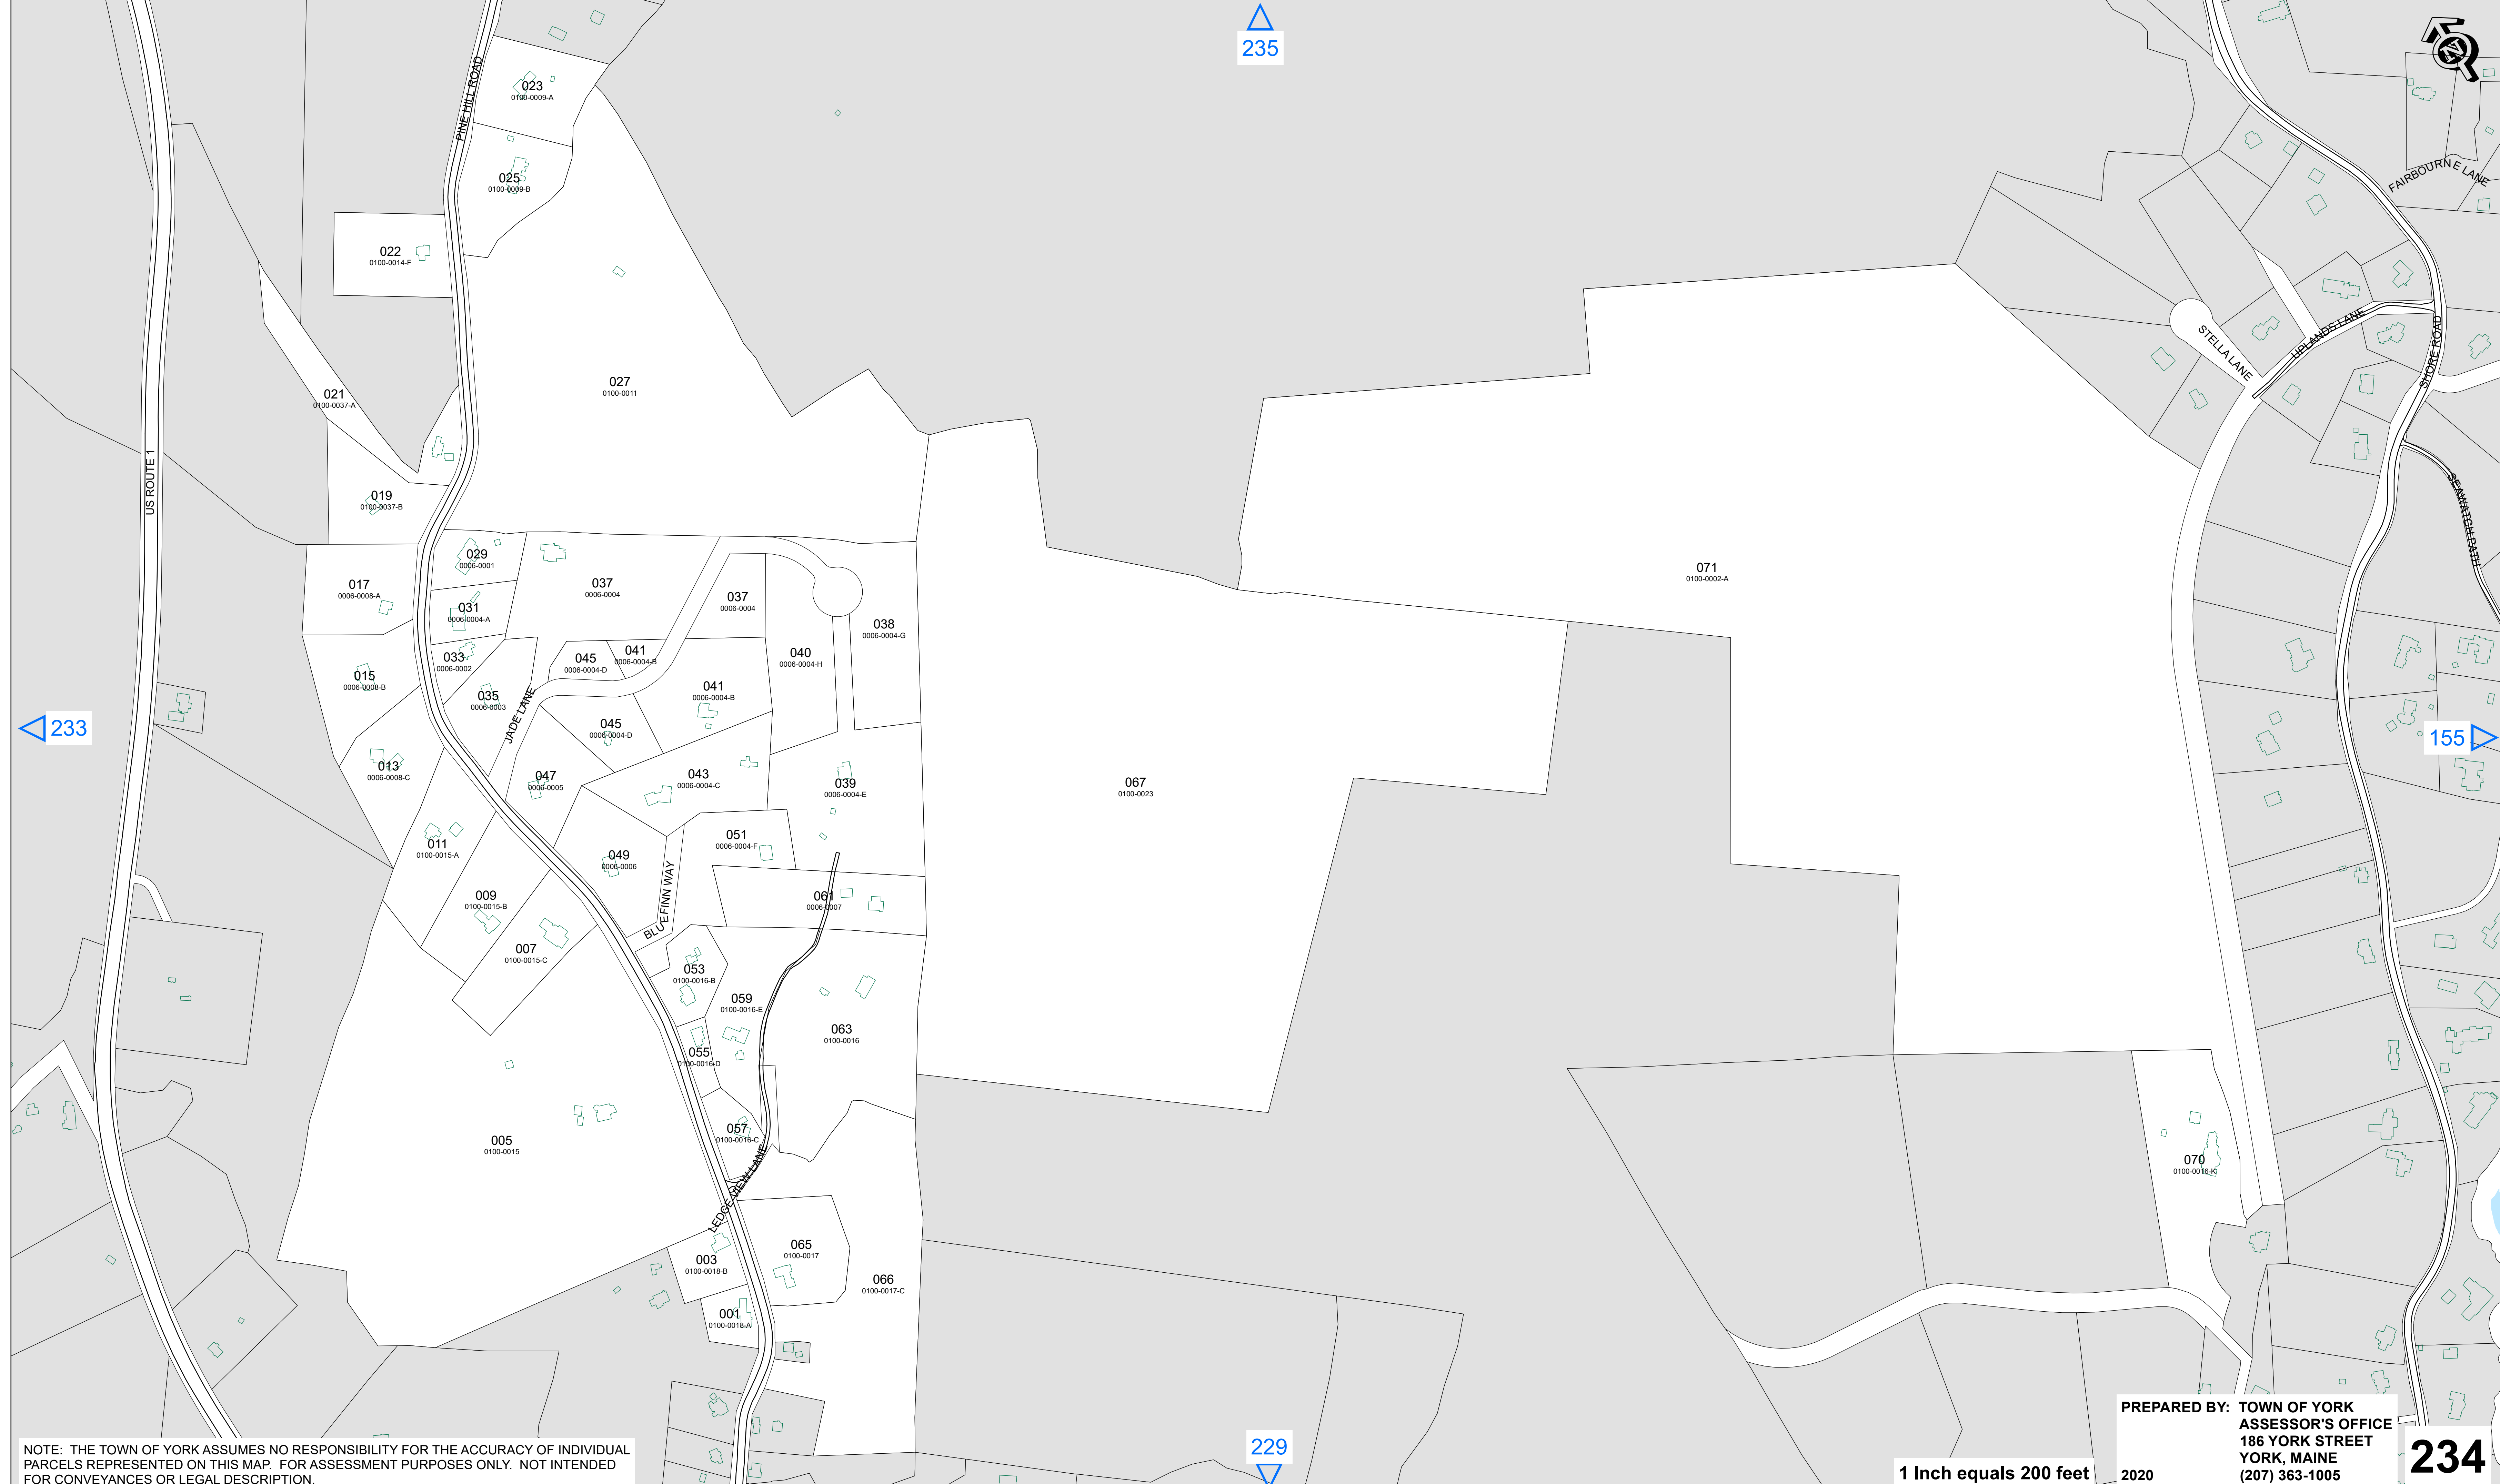 235
N
PINE HILL ROAD
023
0100-0009-A
025
0100-0009-B
FAIRBOURNE LANE
022
0100-0014-F
STELLA LANE
UPLANDS LANE
SHORE ROAD
027
0100-0011
021
0100-0037-A
US ROUTE 1
019
0100-0037-B
SEAWATCH PATH
029
0006-0001
071
0100-0002-A
017
0006-0008-A
037
0006-0004
037
0006-0004
031
0006-0004-A
038
0006-0004-G
033
0006-0002
045
0006-0004-D
041
0006-0004-B
040
0006-0004-H
015
0006-0008-B
035
0006-0003
041
0006-0004-B
JADE LANE
233
045
0006-0004-D
155
013
0006-0008-C
047
0006-0005
043
0006-0004-C
039
0006-0004-E
067
0100-0023
011
0100-0015-A
051
0006-0004-F
049
0006-0006
BLUEFINN WAY
009
0100-0015-B
061
0006-0007
007
0100-0015-C
053
0100-0016-B
059
0100-0016-E
063
0100-0016
055
0100-0016-D
005
0100-0015
057
0100-0016-C
LEDGE VIEW LANE
070
0100-0016-K
003
0100-0018-B
065
0100-0017
066
0100-0017-C
001
0100-0018-A
229
NOTE: THE TOWN OF YORK ASSUMES NO RESPONSIBILITY FOR THE ACCURACY OF INDIVIDUAL
PARCELS REPRESENTED ON THIS MAP. FOR ASSESSMENT PURPOSES ONLY. NOT INTENDED
FOR CONVEYANCES OR LEGAL DESCRIPTION.
1 Inch equals 200 feet
PREPARED BY: TOWN OF YORK
ASSESSOR'S OFFICE
186 YORK STREET
YORK, MAINE
2020 (207) 363-1005
234